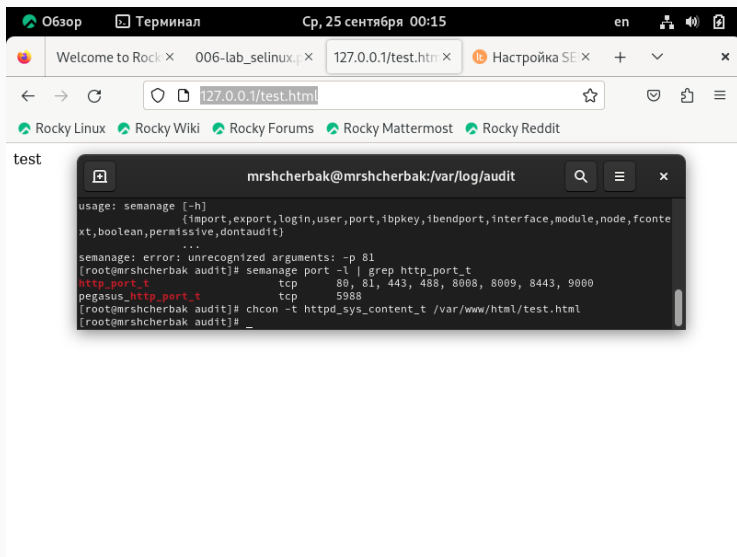 Обзор Терминал Ср, 25 сентября 00:15 en
Welcome to Rock 006-lab_selinux.p 127.0.0.1/test.htm Настройка SE
127.0.0.1/test.html
Rocky Linux Rocky Wiki Rocky Forums Rocky Mattermost Rocky Reddit
test
mrshcherbak@mrshcherbak:/var/log/audit
usage: semanage [-h]
{import,export,login,user,port,ibpkey,ibendport,interface,module,node,fconte
xt,boolean,permissive,dontaudit}
...
semanage: error: unrecognized arguments: -p 81
[root@mrshcherbak audit]# semanage port -l | grep http_port_t
http_port_t tcp 80, 81, 443, 488, 8008, 8009, 8443, 9000
pegasus_http_port_t tcp 5988
[root@mrshcherbak audit]# chcon -t httpd_sys_content_t /var/www/html/test.html
[root@mrshcherbak audit]# _